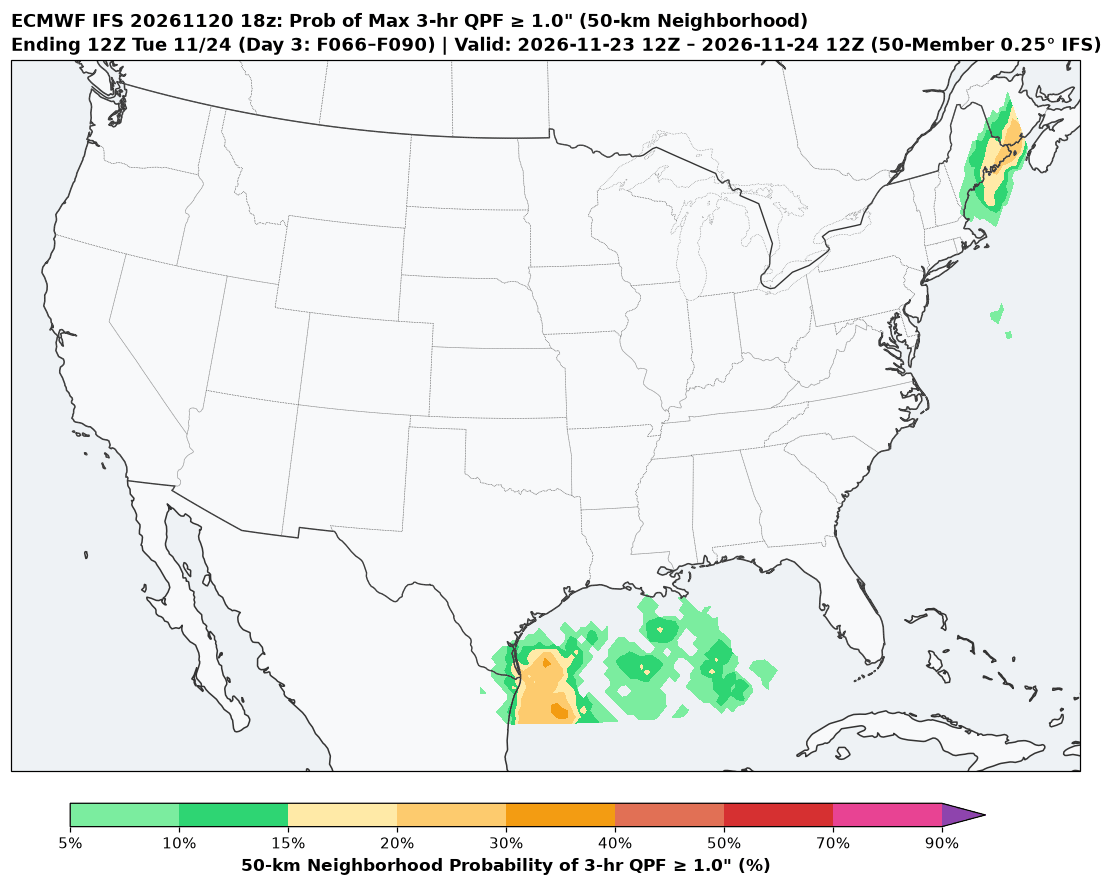 ECMWF IFS 20261120 18z: Prob of Max 3-hr QPF ≥ 1.0" (50-km Neighborhood)
Ending 12Z Tue 11/24 (Day 3: F066–F090) | Valid: 2026-11-23 12Z – 2026-11-24 12Z (50-Member 0.25° IFS)
5% 10% 15% 20% 30% 40% 50% 70% 90%
50-km Neighborhood Probability of 3-hr QPF ≥ 1.0" (%)